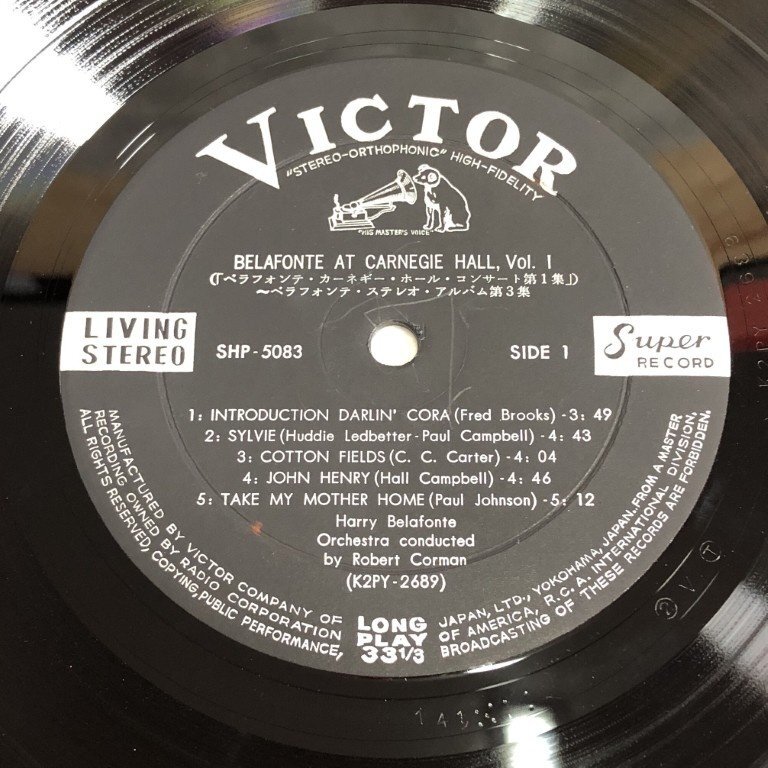 VICTOR
"STEREO-ORTHOPHONIC" HIGH-FIDELITY
"HIS MASTER'S VOICE"
BELAFONTE AT CARNEGIE HALL, Vol. 1
(「ベラフォンテ・カーネギー・ホール・コンサート第1集」)
〜ベラフォンテ・ステレオ・アルバム第3集
LIVING
STEREO
SHP-5083
SIDE 1
Super
RECORD
1: INTRODUCTION DARLIN' CORA (Fred Brooks) - 3: 49
2: SYLVIE (Huddie Ledbetter - Paul Campbell) - 4: 43
3: COTTON FIELDS (C. C. Carter) - 4: 04
4: JOHN HENRY (Hall Campbell) - 4: 46
5: TAKE MY MOTHER HOME (Paul Johnson) - 5: 12
Harry Belafonte
Orchestra conducted
by Robert Corman
(K2PY-2689)
MANUFACTURED BY VICTOR COMPANY OF JAPAN, LTD., YOKOHAMA, JAPAN. FROM A MASTER
RECORDING OWNED BY RADIO CORPORATION OF AMERICA, R.C.A. INTERNATIONAL DIVISION,
ALL RIGHTS RESERVED, COPYING, PUBLIC PERFORMANCE, BROADCASTING OF THESE RECORDS ARE FORBIDDEN.
LONG
PLAY
33 1/3